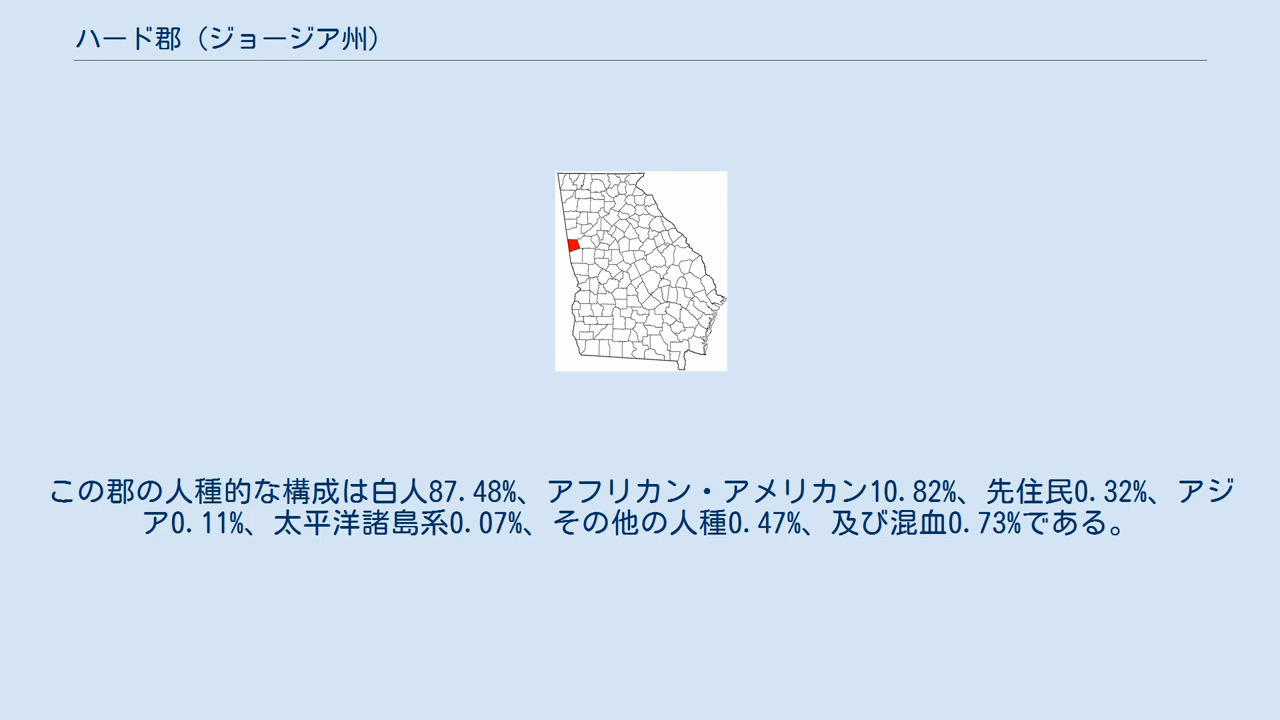 ハード郡（ジョージア州）
この郡の人種的な構成は白人87.48%、アフリカン・アメリカン10.82%、先住民0.32%、アジ
ア0.11%、太平洋諸島系0.07%、その他の人種0.47%、及び混血0.73%である。